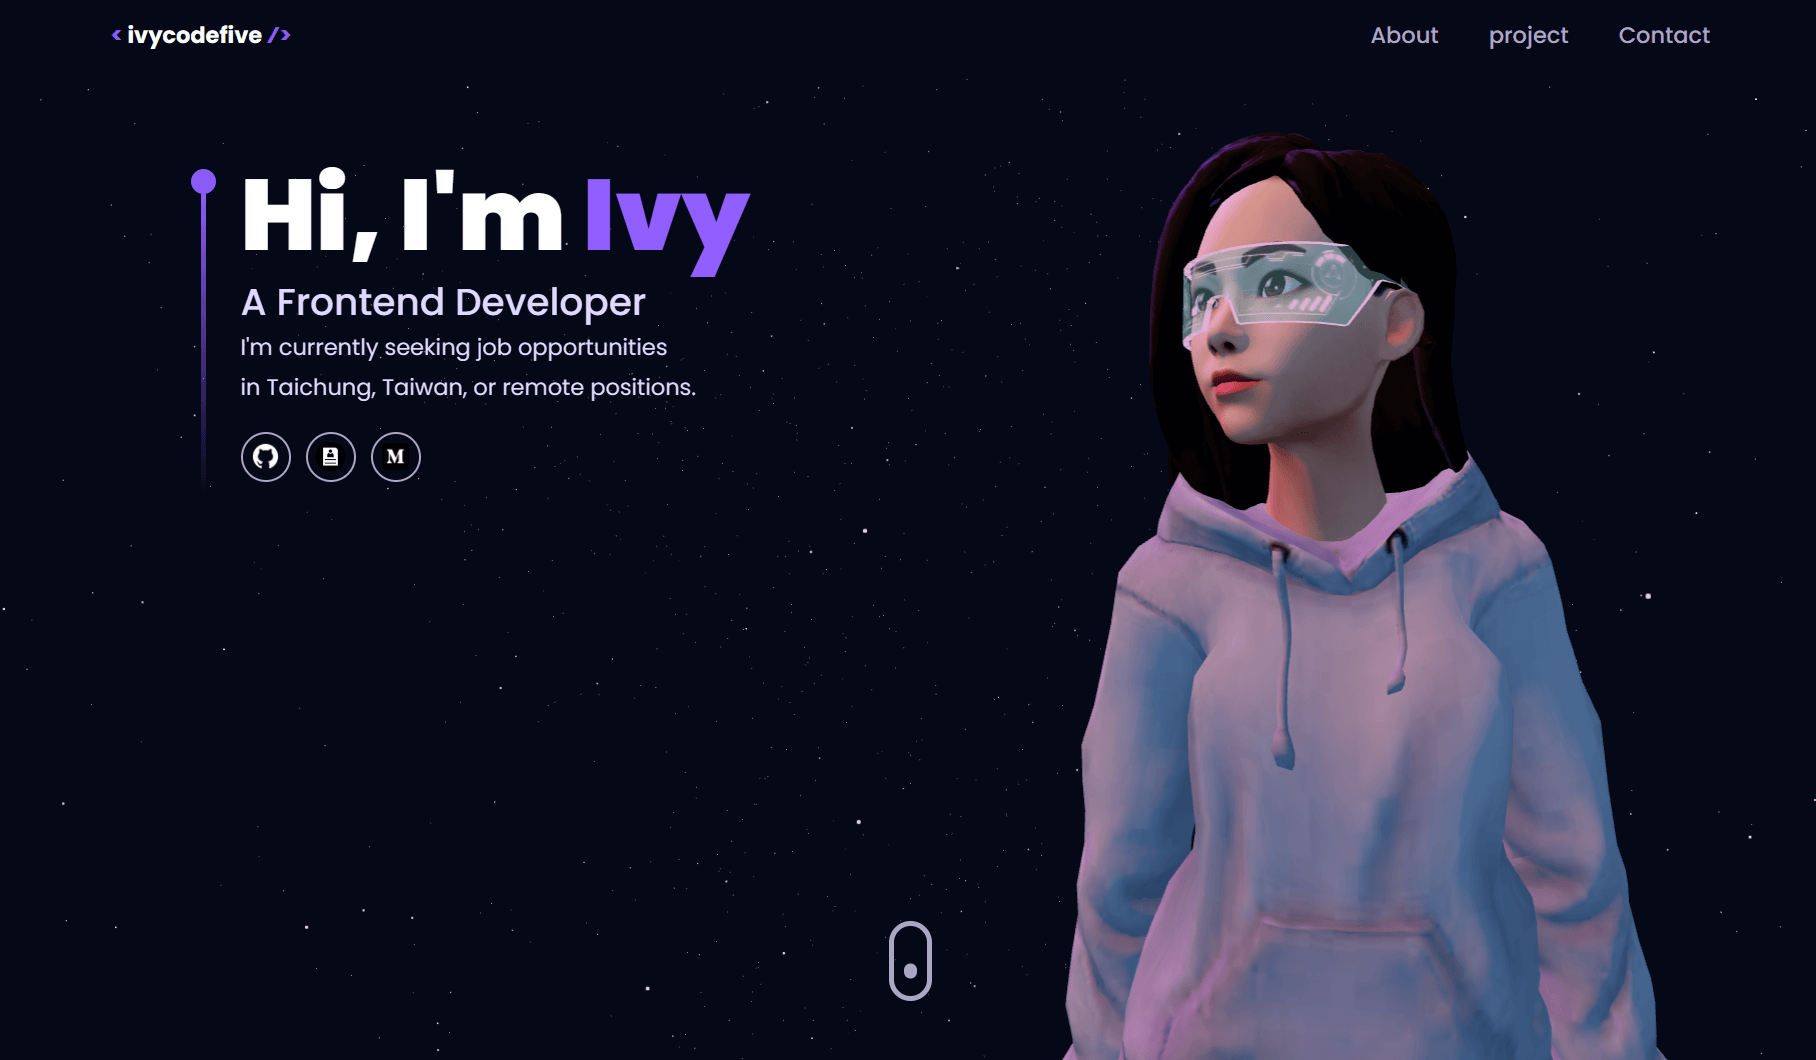 < ivycodefive />
About
project
Contact
Hi, I'm Ivy
A Frontend Developer
I'm currently seeking job opportunities
in Taichung, Taiwan, or remote positions.
M